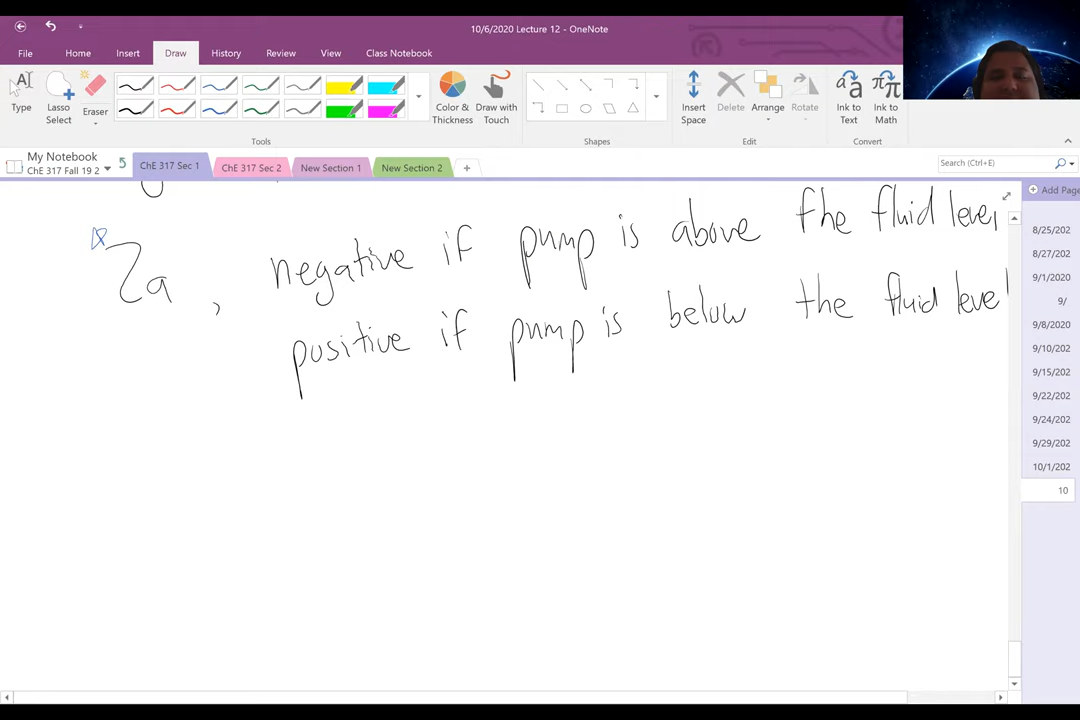 10/6/2020 Lecture 12 - OneNote
File Home Insert Draw History Review View Class Notebook
Type
Lasso Select
Eraser
Color & Thickness
Draw with Touch
Insert Space
Delete
Arrange
Rotate
Ink to Text
Ink to Math
Tools
Shapes
Edit
Convert
My Notebook
ChE 317 Fall 19 2
ChE 317 Sec 1
ChE 317 Sec 2
New Section 1
New Section 2
Search (Ctrl+E)
Add Page
8/25/202
8/27/202
9/1/2020
9/
9/8/2020
9/10/202
9/15/202
9/22/202
9/24/202
9/29/202
10/1/202
10
Za, negative if pump is above the fluid level
positive if pump is below the fluid level